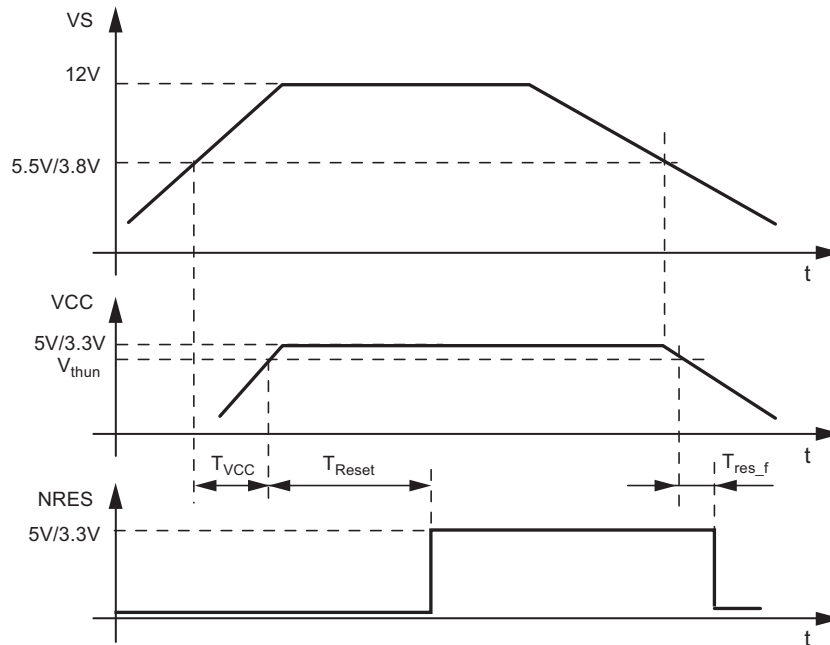 VS
12V
5.5V/3.8V
t
VCC
5V/3.3V
Vthun
t
TVCC
TReset
Tres_f
NRES
5V/3.3V
t